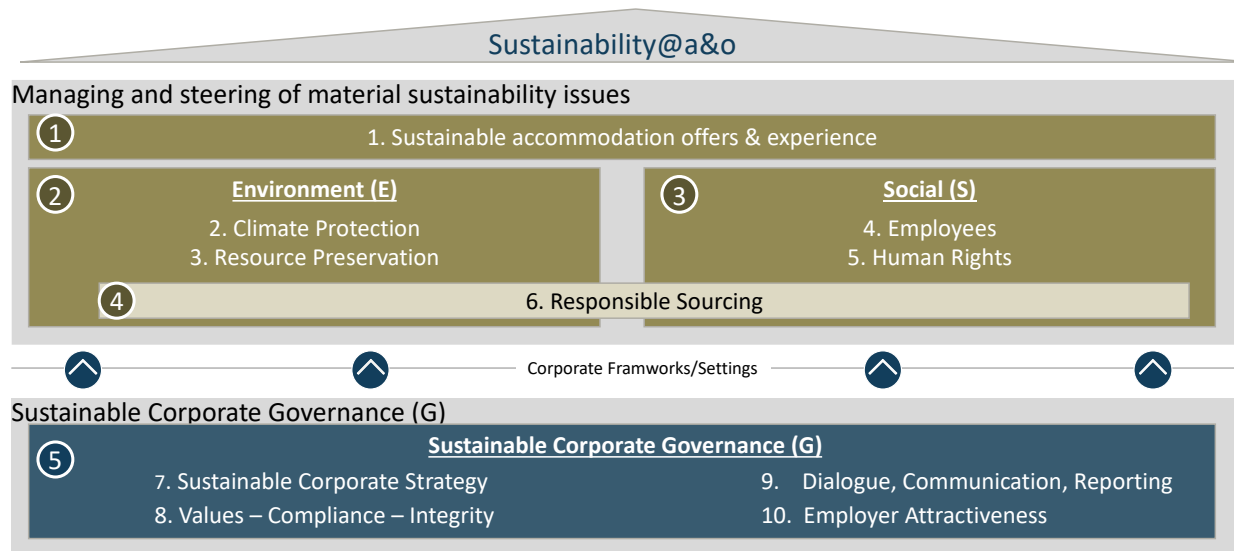 Sustainability@a&o
Managing and steering of material sustainability issues
1
1. Sustainable accommodation offers & experience
2
Environment (E)
2. Climate Protection
3. Resource Preservation
3
Social (S)
4. Employees
5. Human Rights
4
6. Responsible Sourcing
Corporate Framworks/Settings
Sustainable Corporate Governance (G)
5
Sustainable Corporate Governance (G)
7. Sustainable Corporate Strategy
8. Values – Compliance – Integrity
9. Dialogue, Communication, Reporting
10. Employer Attractiveness